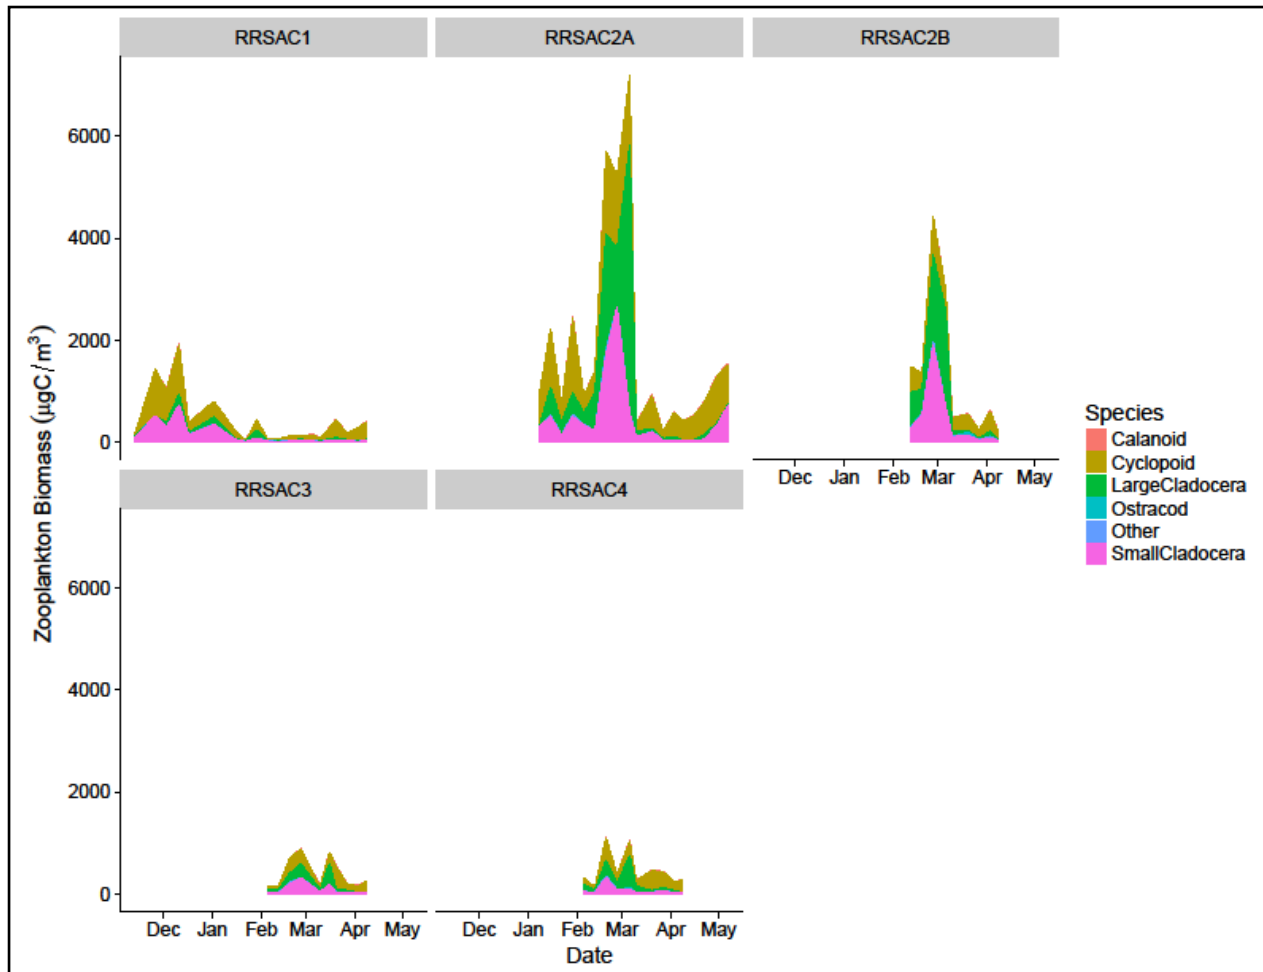 RRSAC1 RRSAC2A RRSAC2B
6000
4000
2000
0
Dec Jan Feb Mar Apr May
RRSAC3 RRSAC4
6000
4000
2000
0
Dec Jan Feb Mar Apr May Dec Jan Feb Mar Apr May
Date
Zooplankton Biomass (µgC/m³)
Species
Calanoid
Cyclopoid
LargeCladocera
Ostracod
Other
SmallCladocera